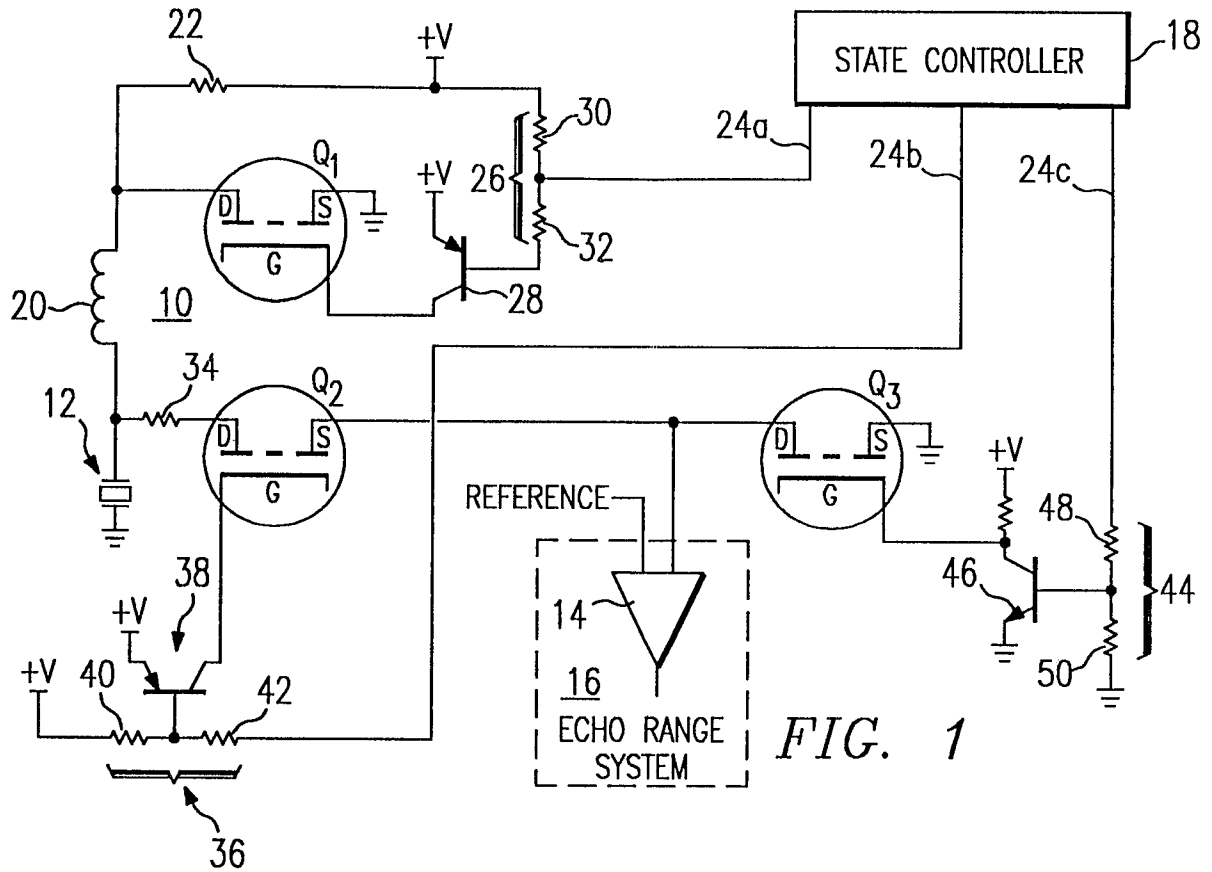 22
+V
STATE CONTROLLER
18
30
24a
24b
24c
Q1
+V
26
D
S
G
32
28
20
10
34
Q2
12
D
S
G
Q3
D
S
G
REFERENCE
+V
48
46
44
50
14
38
+V
+V
40
42
16
ECHO RANGE
SYSTEM
FIG. 1
36